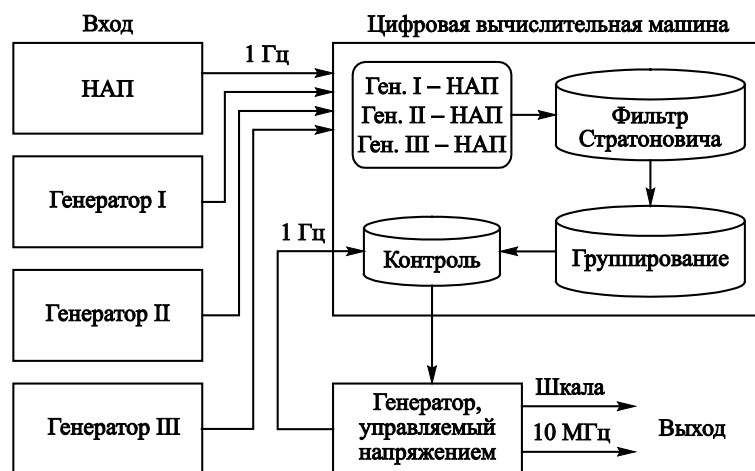 Вход
Цифровая вычислительная машина
НАП
1 Гц
Ген. I – НАП
Ген. II – НАП
Ген. III – НАП
Фильтр
Стратоновича
Генератор I
1 Гц
Контроль
Группирование
Генератор II
Генератор III
Генератор,
управляемый
напряжением
Шкала
10 МГц
Выход